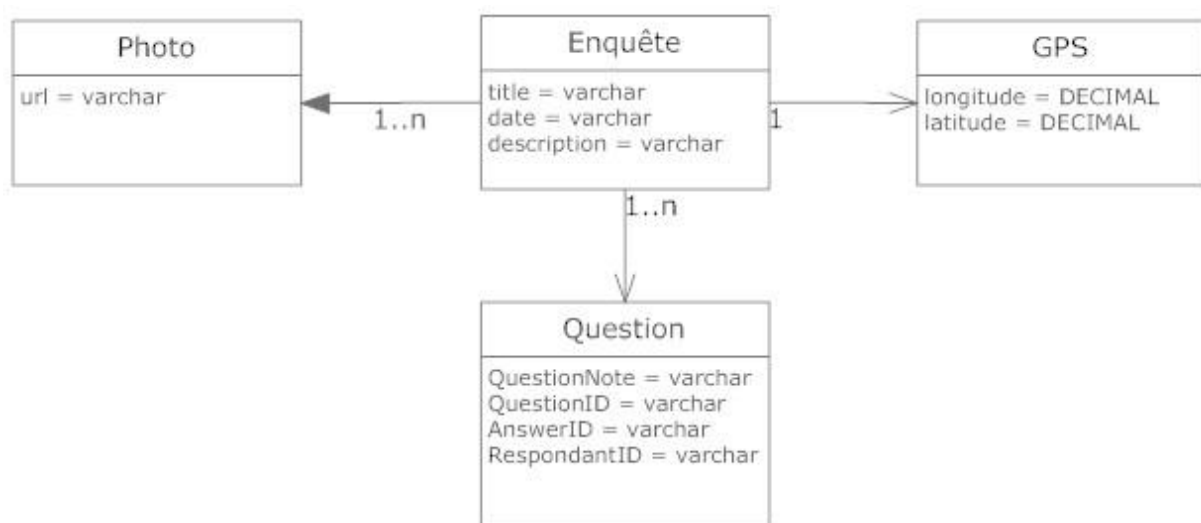 Photo
url = varchar
1..n
Enquête
title = varchar
date = varchar
description = varchar
1
GPS
longitude = DECIMAL
latitude = DECIMAL
1..n
Question
QuestionNote = varchar
QuestionID = varchar
AnswerID = varchar
RespondantID = varchar